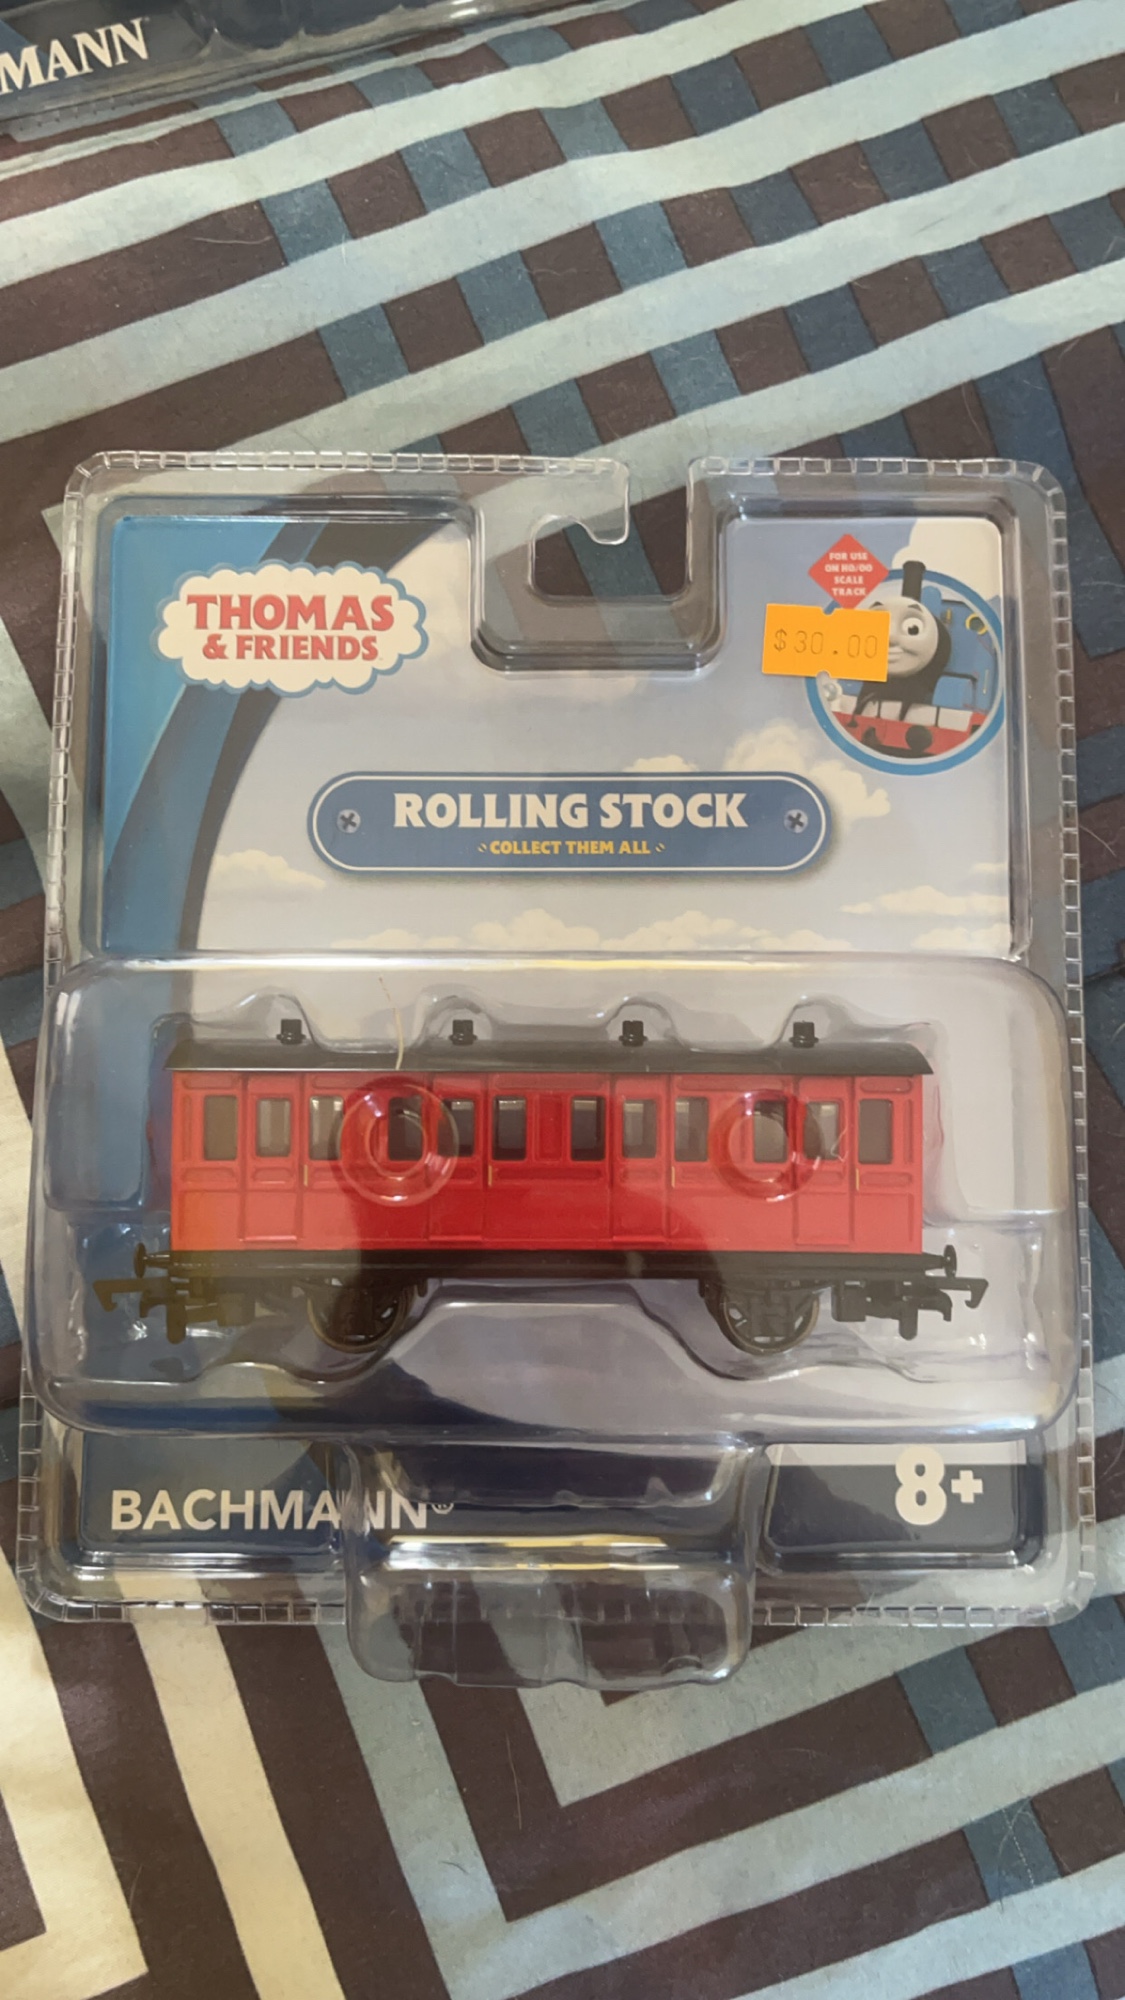 MANN
THOMAS
& FRIENDS
FOR USE
ON HO/OO
SCALE
TRACK
$30.00
ROLLING STOCK
COLLECT THEM ALL
BACHMANN®
8+